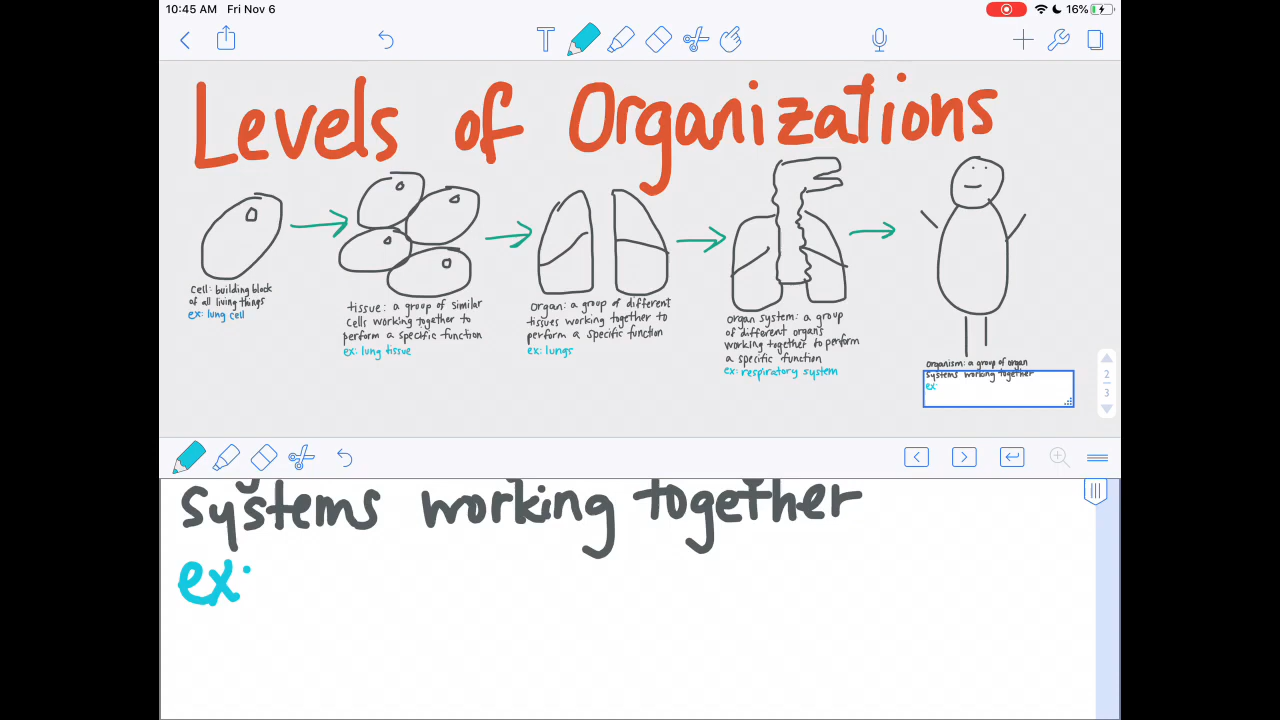 10:45 AM Fri Nov 6
16%
T
Levels of Organizations
Cell: building block
of all living things
ex: lung cell
tissue: a group of similar
Cells working together to
perform a specific function
ex: lung tissue
Organ: a group of different
tissues working together to
perform a specific function
ex: lungs
Organ system: a group
of different organs
working together to perform
a specific function
ex: respiratory system
Organism: a group of organ
systems working together
ex:
2
3
systems working together
ex: